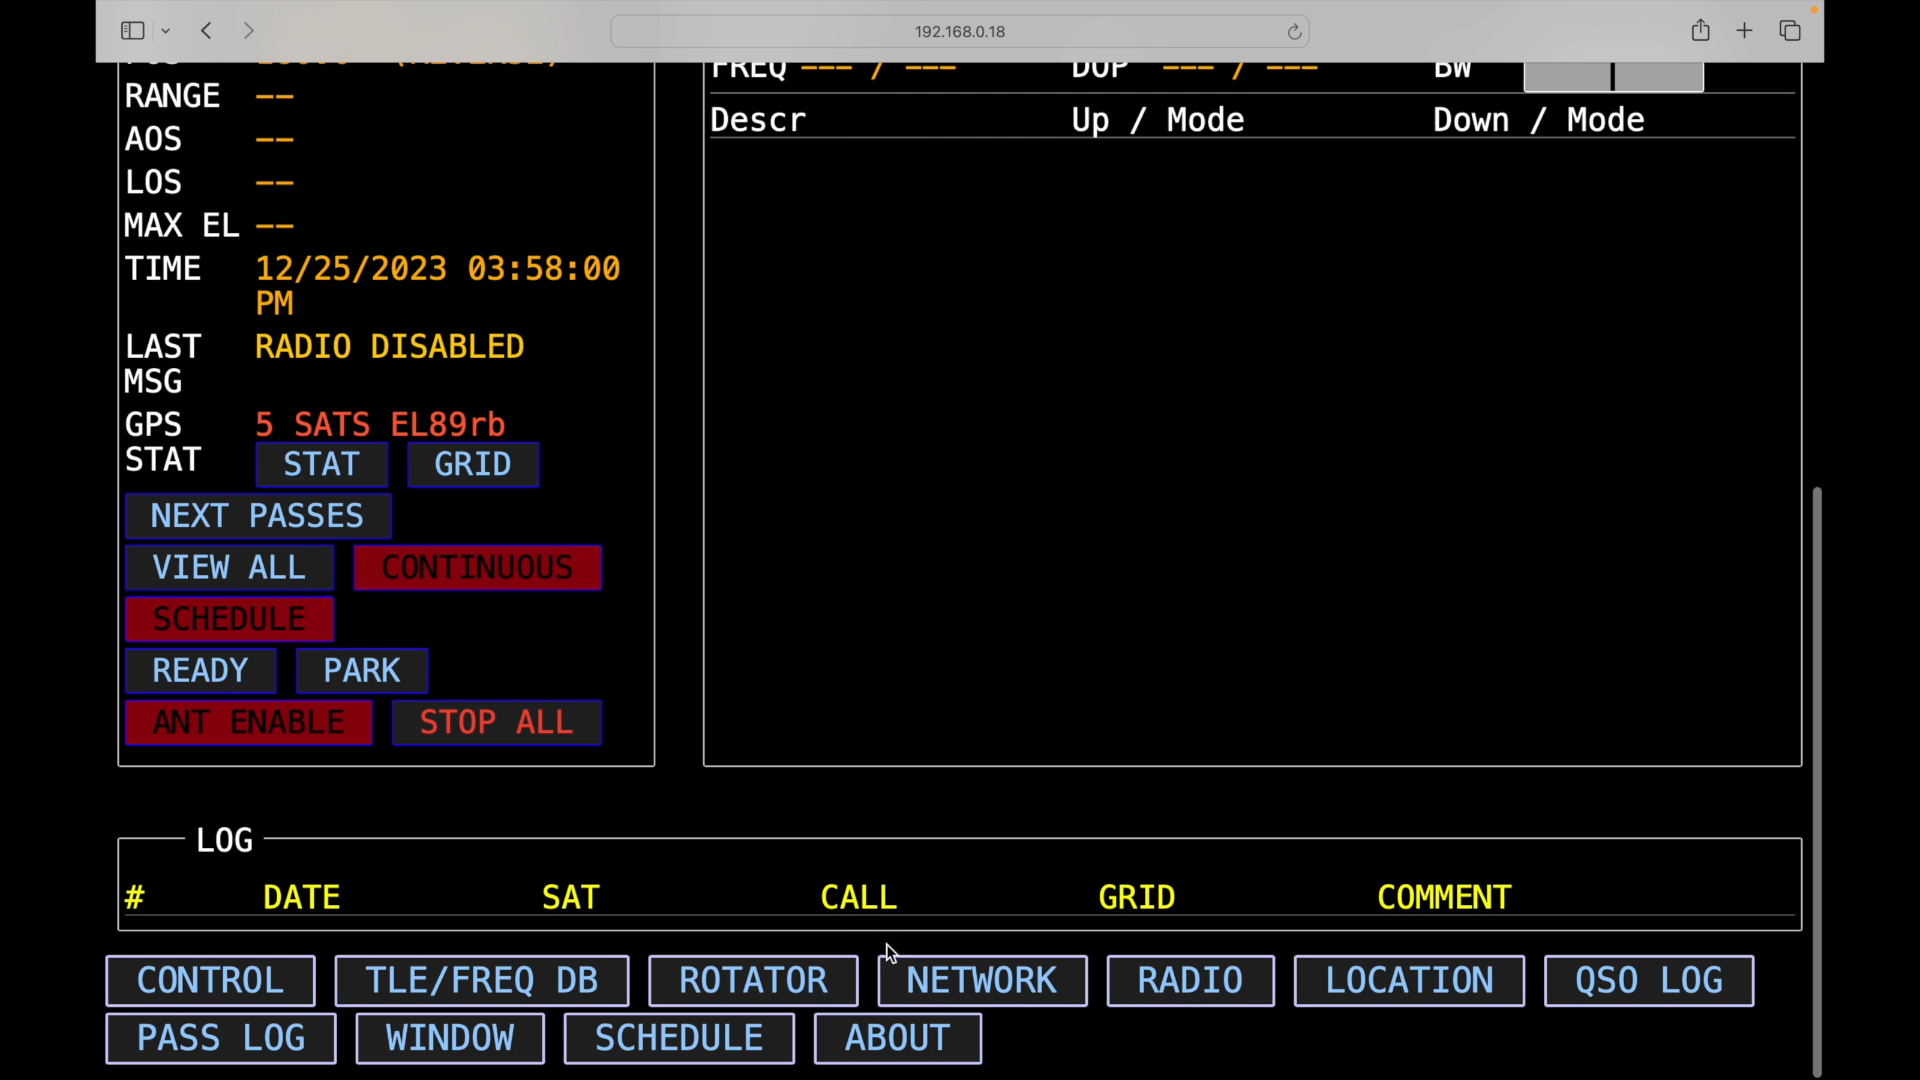 192.168.0.18
FREQ --- / --- DOP --- / --- BW
RANGE --
Descr Up / Mode Down / Mode
AOS --
LOS --
MAX EL --
TIME 12/25/2023 03:58:00
PM
LAST RADIO DISABLED
MSG
GPS 5 SATS EL89rb
STAT STAT GRID
NEXT PASSES
VIEW ALL CONTINUOUS
SCHEDULE
READY PARK
ANT ENABLE STOP ALL
LOG
# DATE SAT CALL GRID COMMENT
CONTROL TLE/FREQ DB ROTATOR NETWORK RADIO LOCATION QSO LOG
PASS LOG WINDOW SCHEDULE ABOUT